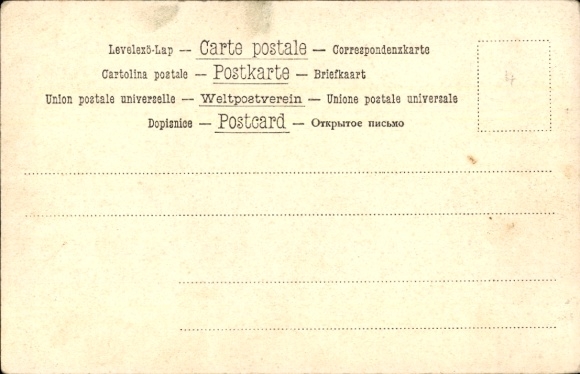 Levelezö-Lap — Carte postale — Correspondenzkarte
Cartolina postale — Postkarte — Briefkaart
Union postale universelle — Weltpostverein — Unione postale universale
Dopisnice — Postcard — Открытое письмо